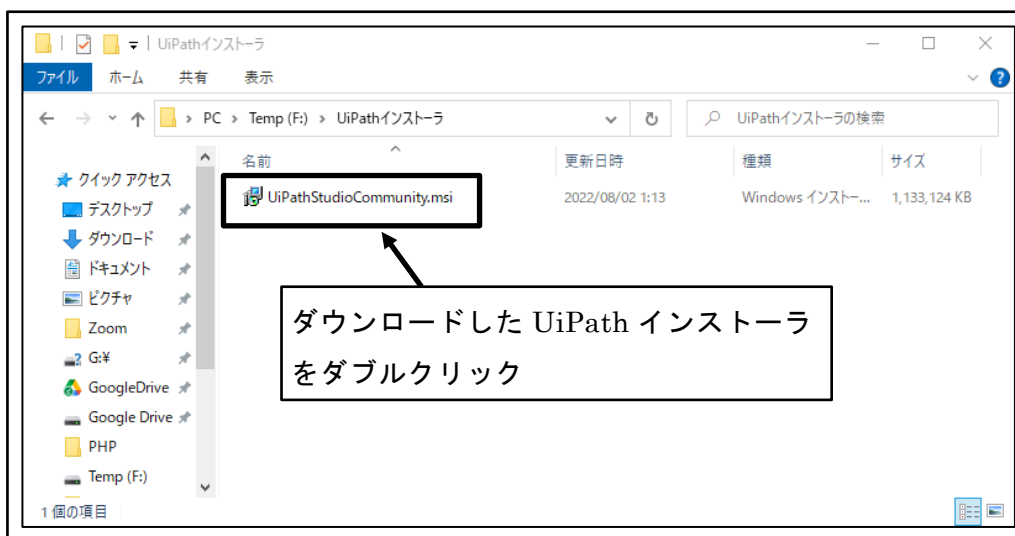 UiPathインストーラ
ファイル ホーム 共有 表示
PC > Temp (F:) > UiPathインストーラ UiPathインストーラの検索
名前 更新日時 種類 サイズ
クイック アクセス
UiPathStudioCommunity.msi 2022/08/02 1:13 Windows インストー... 1,133,124 KB
デスクトップ
ダウンロード
ドキュメント
ピクチャ
Zoom
G:¥
GoogleDrive
Google Drive
PHP
Temp (F:)
ダウンロードした UiPath インストーラ
をダブルクリック
1 個の項目